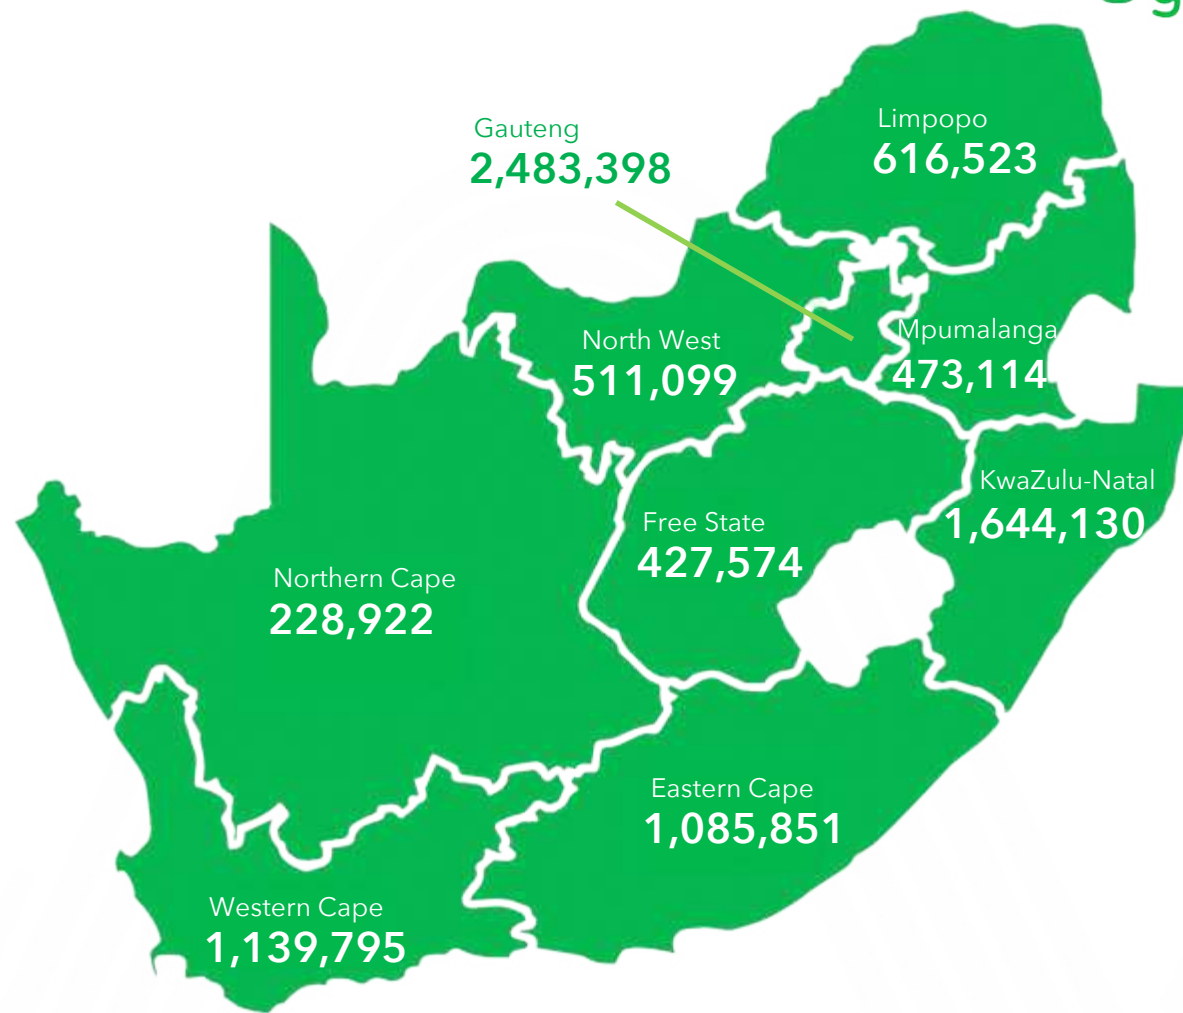 Gauteng
2,483,398
Limpopo
616,523
North West
511,099
Mpumalanga
473,114
KwaZulu-Natal
1,644,130
Free State
427,574
Northern Cape
228,922
Eastern Cape
1,085,851
Western Cape
1,139,795